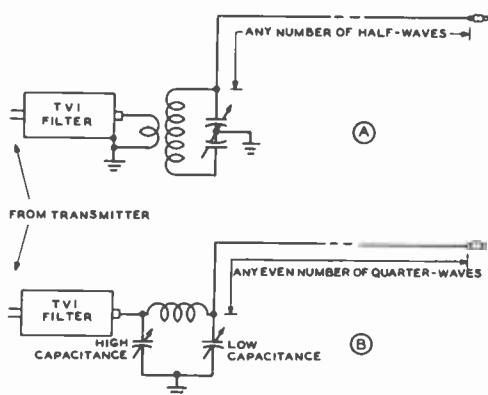 ANY NUMBER OF HALF-WAVES
TVI
FILTER
A
FROM TRANSMITTER
ANY EVEN NUMBER OF QUARTER-WAVES
TVI
FILTER
HIGH
CAPACITANCE
LOW
CAPACITANCE
B